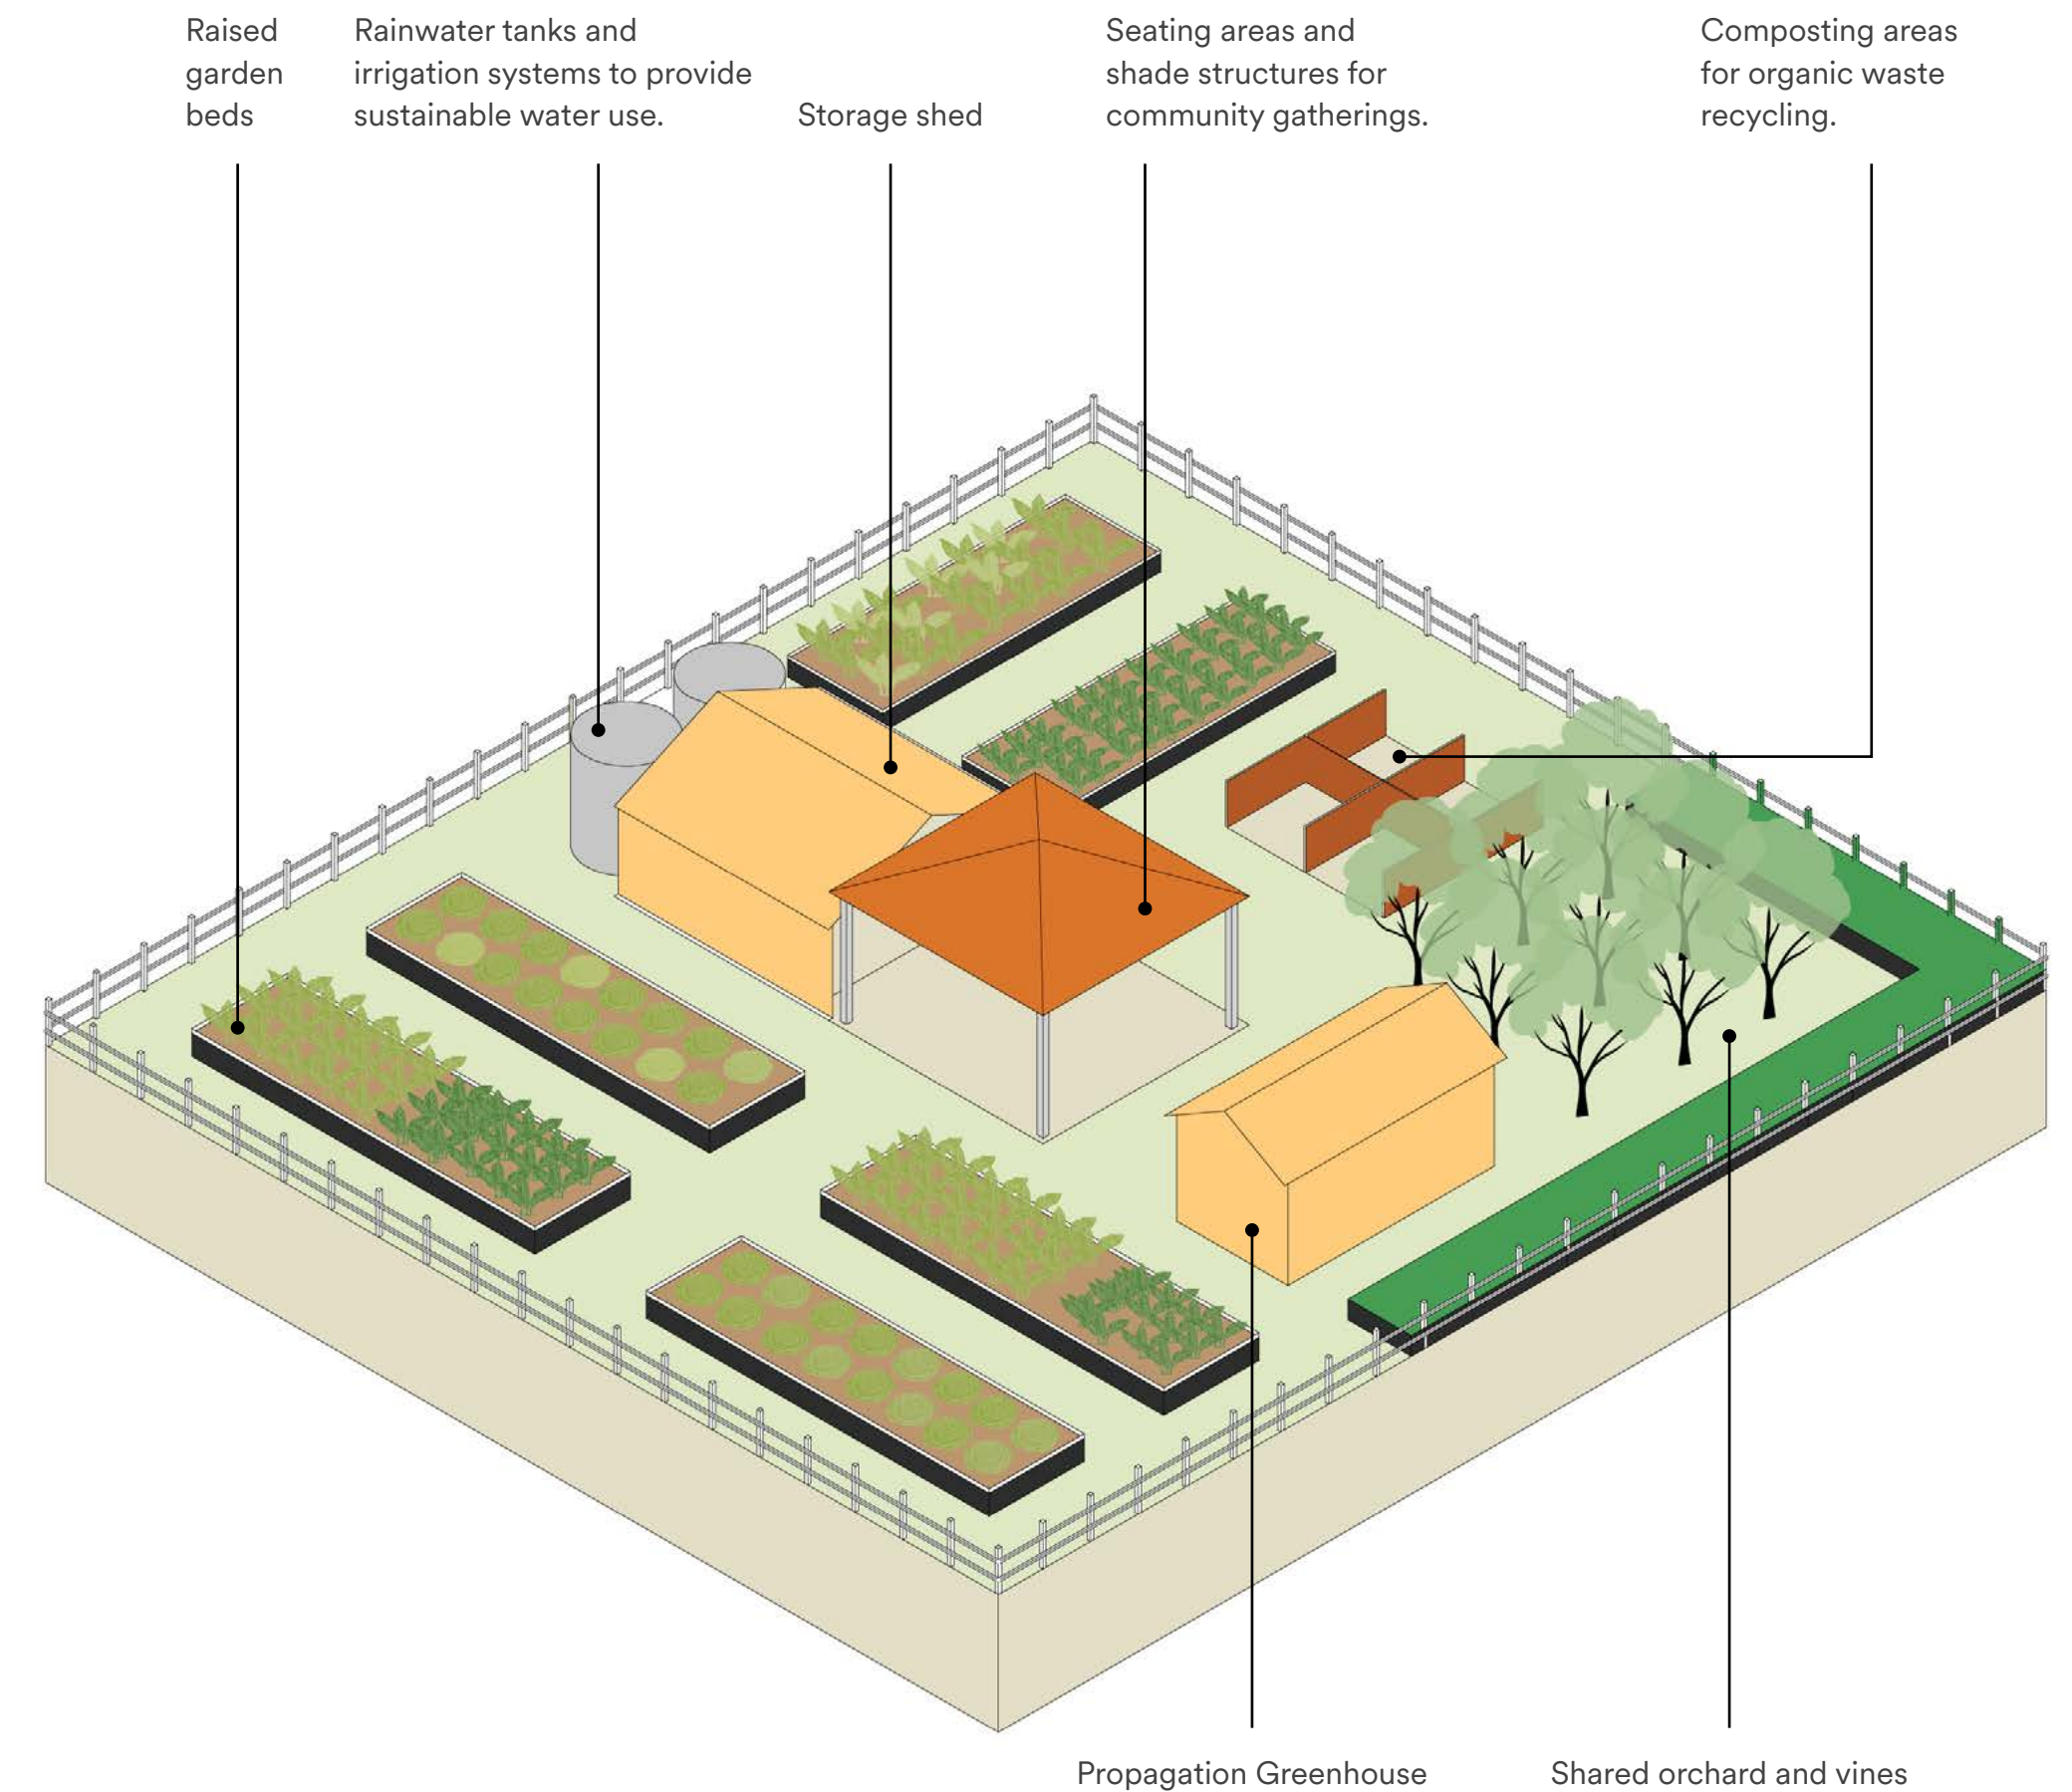 Raised
garden
beds
Rainwater tanks and
irrigation systems to provide
sustainable water use.
Storage shed
Seating areas and
shade structures for
community gatherings.
Composting areas
for organic waste
recycling.
Propagation Greenhouse
Shared orchard and vines